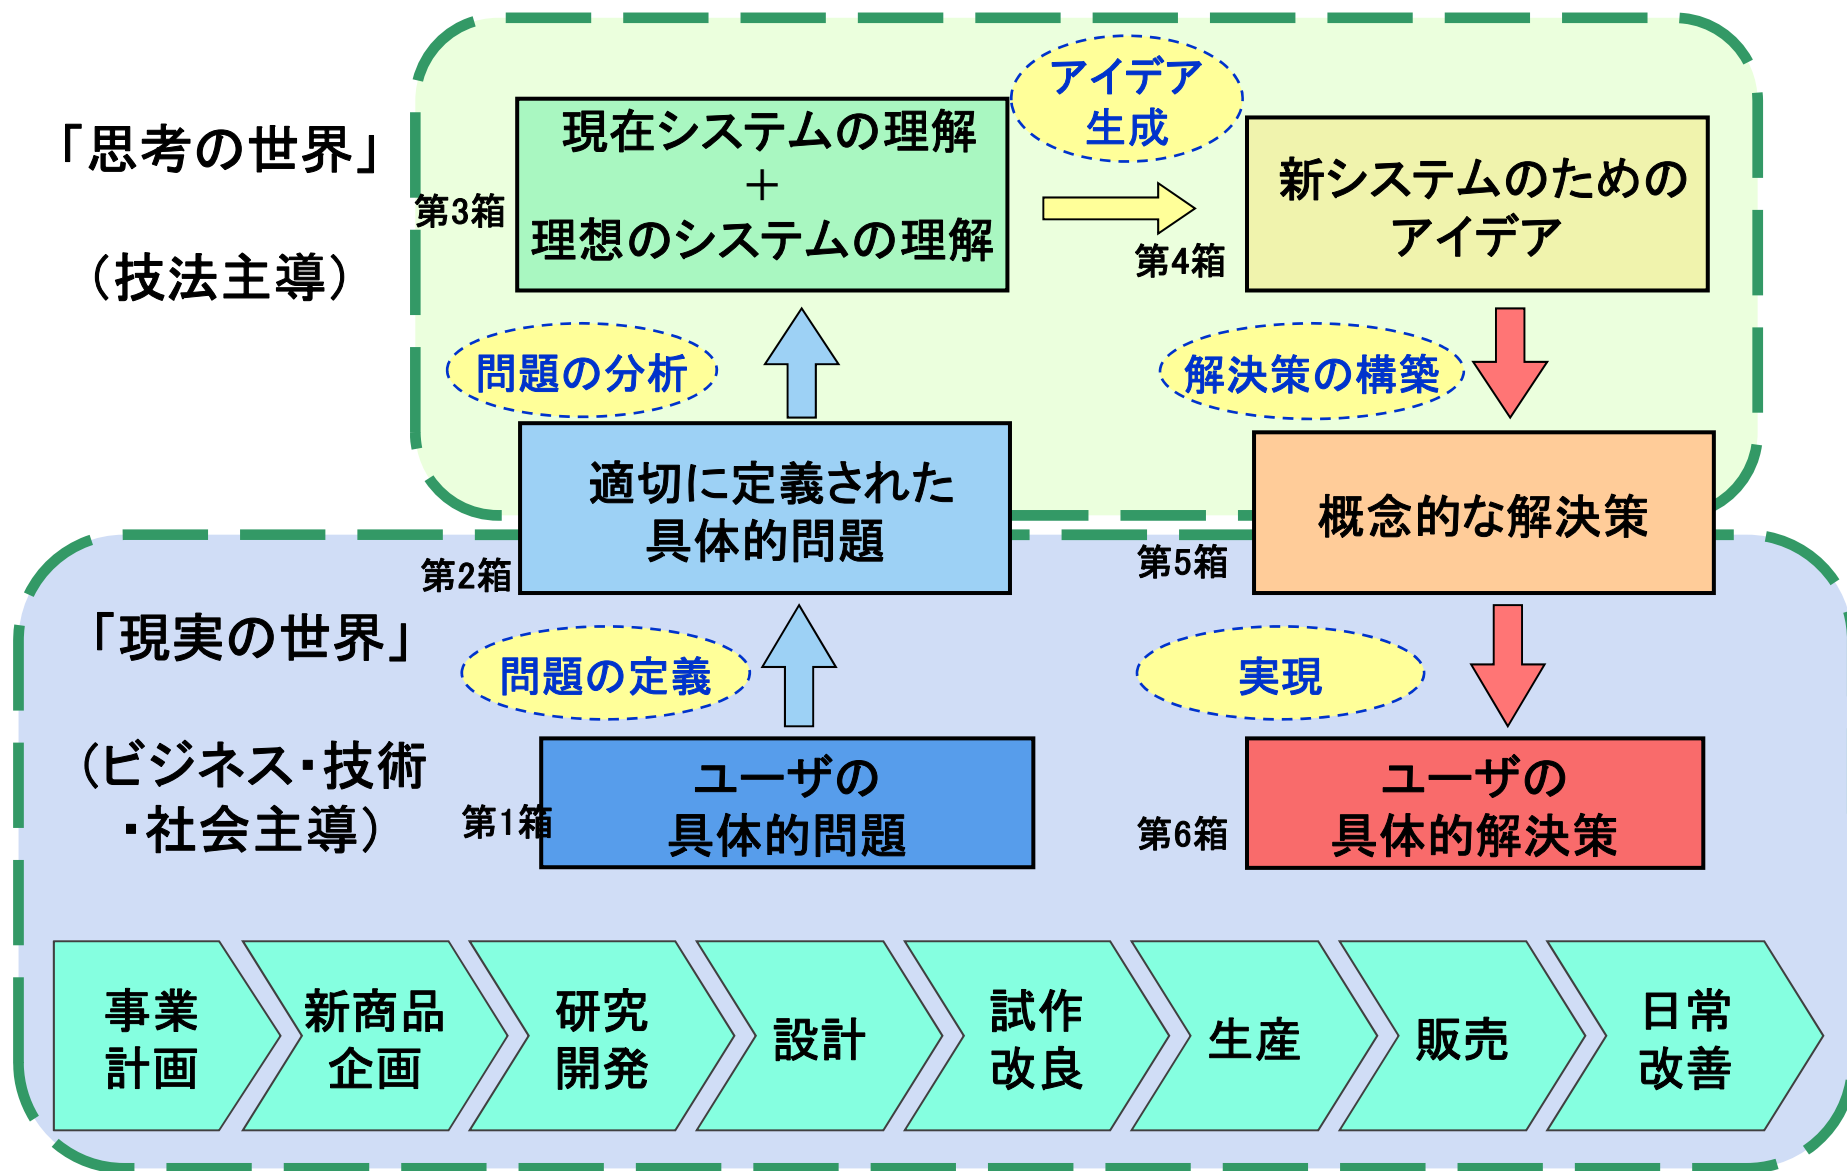 「思考の世界」
（技法主導）
アイデア
生成
現在システムの理解
＋
理想のシステムの理解
第3箱
新システムのための
アイデア
第4箱
問題の分析
解決策の構築
適切に定義された
具体的問題
第2箱
概念的な解決策
第5箱
「現実の世界」
（ビジネス・技術
・社会主導）
問題の定義
実現
ユーザの
具体的問題
第1箱
ユーザの
具体的解決策
第6箱
事業
計画
新商品
企画
研究
開発
設計
試作
改良
生産
販売
日常
改善